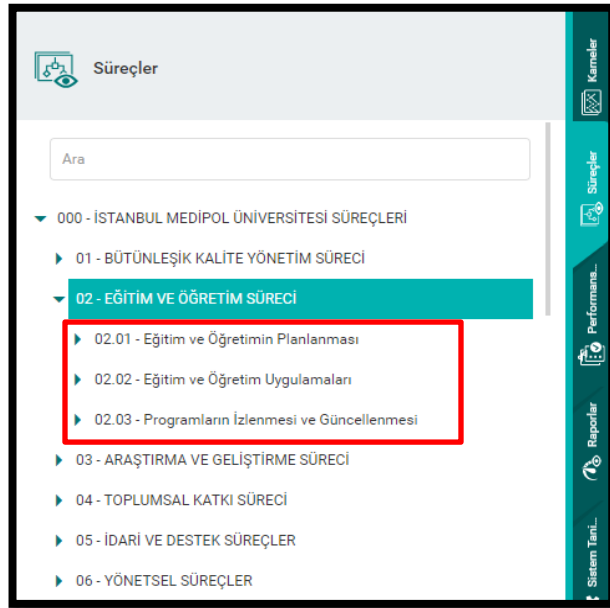 Süreçler
Ara
000 - İSTANBUL MEDİPOL ÜNİVERSİTESİ SÜREÇLERİ
01 - BÜTÜNLEŞİK KALİTE YÖNETİM SÜRECİ
02 - EĞİTİM VE ÖĞRETİM SÜRECİ
02.01 - Eğitim ve Öğretimin Planlanması
02.02 - Eğitim ve Öğretim Uygulamaları
02.03 - Programların İzlenmesi ve Güncellenmesi
03 - ARAŞTIRMA VE GELİŞTİRME SÜRECİ
04 - TOPLUMSAL KATKI SÜRECİ
05 - İDARİ VE DESTEK SÜREÇLER
06 - YÖNETSEL SÜREÇLER
Karneler
Süreçler
Performans...
Raporlar
Sistem Tanı...